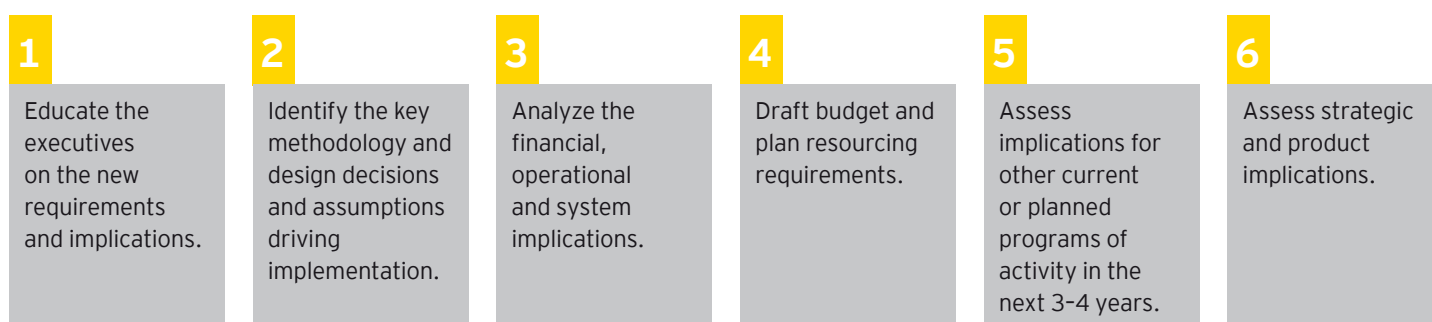 1
Educate the
executives
on the new
requirements
and implications.
2
Identify the key
methodology and
design decisions
and assumptions
driving
implementation.
3
Analyze the
financial,
operational
and system
implications.
4
Draft budget and
plan resourcing
requirements.
5
Assess
implications for
other current
or planned
programs of
activity in the
next 3–4 years.
6
Assess strategic
and product
implications.